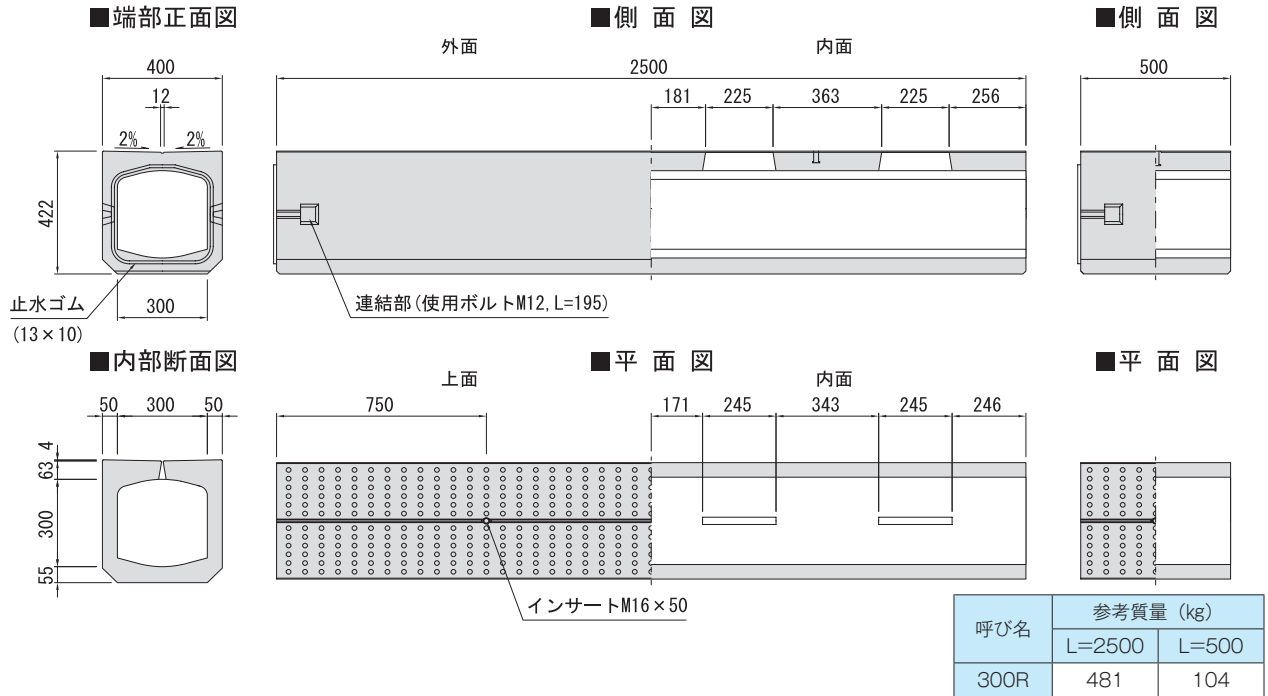 ■端部正面図
■側 面 図
■側 面 図
外面
内面
400
2500
500
12
181
225
363
225
256
2%
2%
422
止水ゴム
(13×10)
300
連結部(使用ボルトM12, L=195)
■内部断面図
■平 面 図
■平 面 図
上面
内面
50
300
50
750
171
245
343
245
246
4
63
300
55
インサートM16×50
呼び名
参考質量 (kg)
L=2500
L=500
300R
481
104